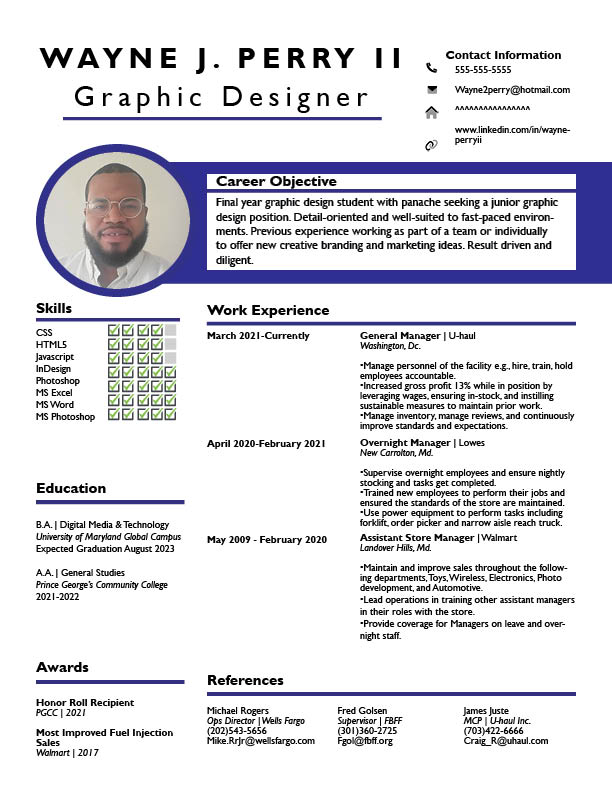 WAYNE J. PERRY II
Graphic Designer
Contact Information
555-555-5555
Wayne2perry@hotmail.com
^^^^^^^^^^^^^^^^
www.linkedin.com/in/wayne-
perryii
Career Objective
Final year graphic design student with panache seeking a junior graphic
design position. Detail-oriented and well-suited to fast-paced environ-
ments. Previous experience working as part of a team or individually
to offer new creative branding and marketing ideas. Result driven and
diligent.
Skills
CSS
HTML5
Javascript
InDesign
Photoshop
MS Excel
MS Word
MS Photoshop
Education
B.A. | Digital Media & Technology
University of Maryland Global Campus
Expected Graduation August 2023
A.A. | General Studies
Prince George's Community College
2021-2022
Awards
Honor Roll Recipient
PGCC | 2021
Most Improved Fuel Injection
Sales
Walmart | 2017
Work Experience
March 2021-Currently
General Manager | U-haul
Washington, Dc.
•Manage personnel of the facility e.g., hire, train, hold
employees accountable.
•Increased gross profit 13% while in position by
leveraging wages, ensuring in-stock, and instilling
sustainable measures to maintain prior work.
•Manage inventory, manage reviews, and continuously
improve standards and expectations.
April 2020-February 2021
Overnight Manager | Lowes
New Carrolton, Md.
•Supervise overnight employees and ensure nightly
stocking and tasks get completed.
•Trained new employees to perform their jobs and
ensured the standards of the store are maintained.
•Use power equipment to perform tasks including
forklift, order picker and narrow aisle reach truck.
May 2009 - February 2020
Assistant Store Manager | Walmart
Landover Hills, Md.
•Maintain and improve sales throughout the follow-
ing departments, Toys, Wireless, Electronics, Photo
development, and Automotive.
•Lead operations in training other assistant managers
in their roles with the store.
•Provide coverage for Managers on leave and over-
night staff.
References
Michael Rogers
Ops Director | Wells Fargo
(202)543-5656
Mike.RrJr@wellsfargo.com
Fred Golsen
Supervisor | FBFF
(301)360-2725
Fgol@fbff.org
James Juste
MCP | U-haul Inc.
(703)422-6666
Craig_R@uhaul.com